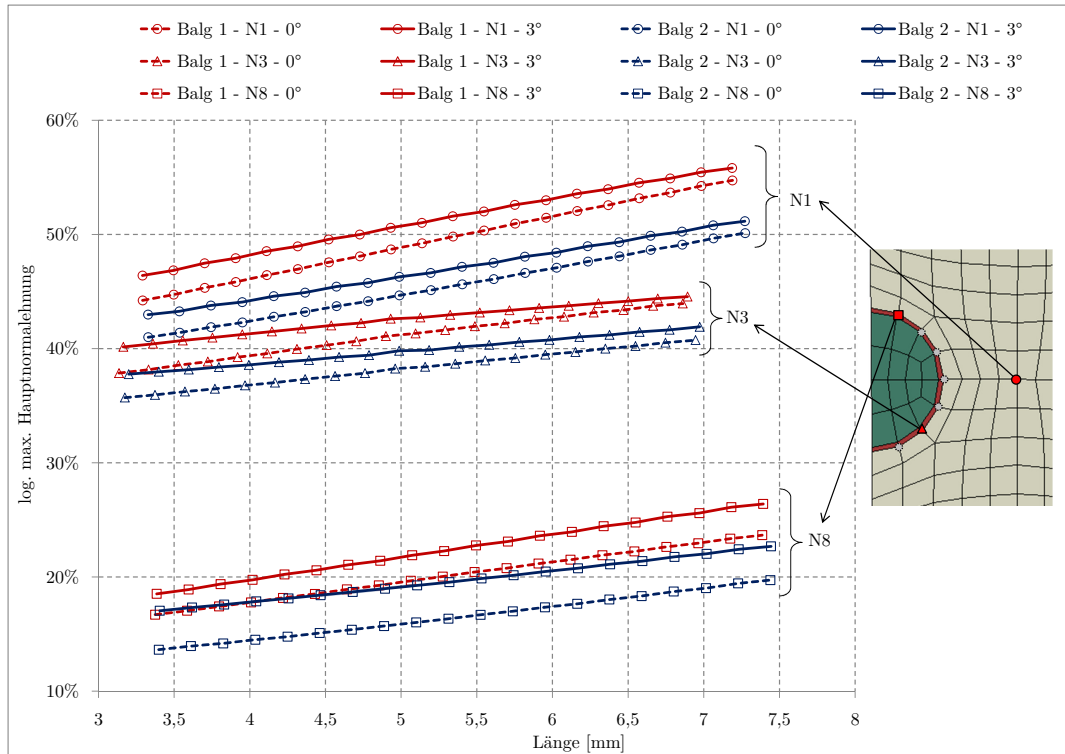 Balg 1 - N1 - 0° Balg 1 - N1 - 3° Balg 2 - N1 - 0° Balg 2 - N1 - 3°
Balg 1 - N3 - 0° Balg 1 - N3 - 3° Balg 2 - N3 - 0° Balg 2 - N3 - 3°
Balg 1 - N8 - 0° Balg 1 - N8 - 3° Balg 2 - N8 - 0° Balg 2 - N8 - 3°
log. max. Hauptnormalehnung
60%
50%
40%
30%
20%
10%
N1
N3
N8
3 3,5 4 4,5 5 5,5 6 6,5 7 7,5 8
Länge [mm]